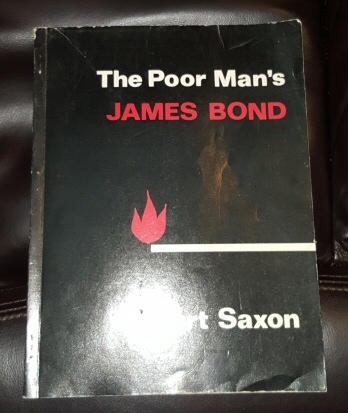 The Poor Man's
JAMES BOND
Saxon